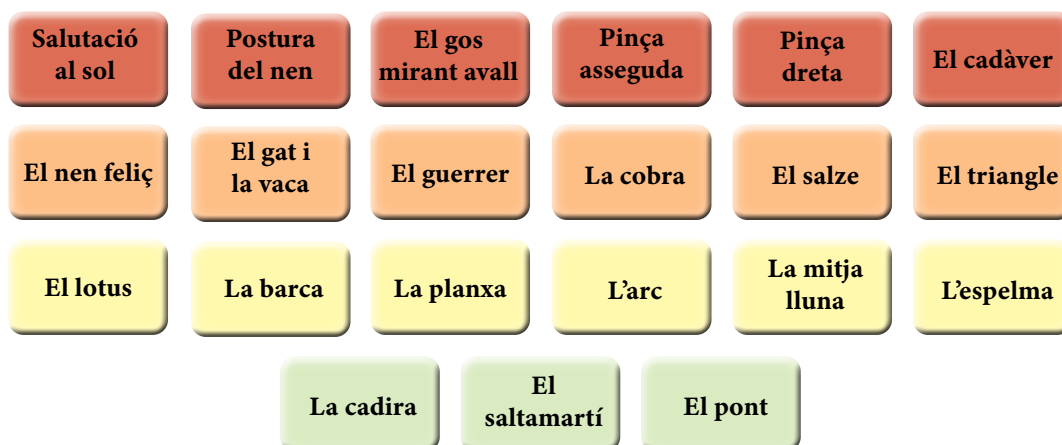 Salutació
al sol
Postura
del nen
El gos
mirant avall
Pinça
asseguda
Pinça
dreta
El cadàver
El nen feliç
El gat i
la vaca
El guerrer
La cobra
El salze
El triangle
El lotus
La barca
La planxa
L’arc
La mitja
lluna
L’espelma
La cadira
El
saltamartí
El pont